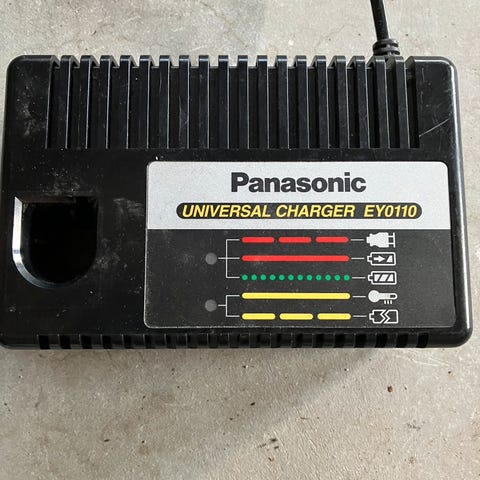 Panasonic
UNIVERSAL CHARGER EY0110